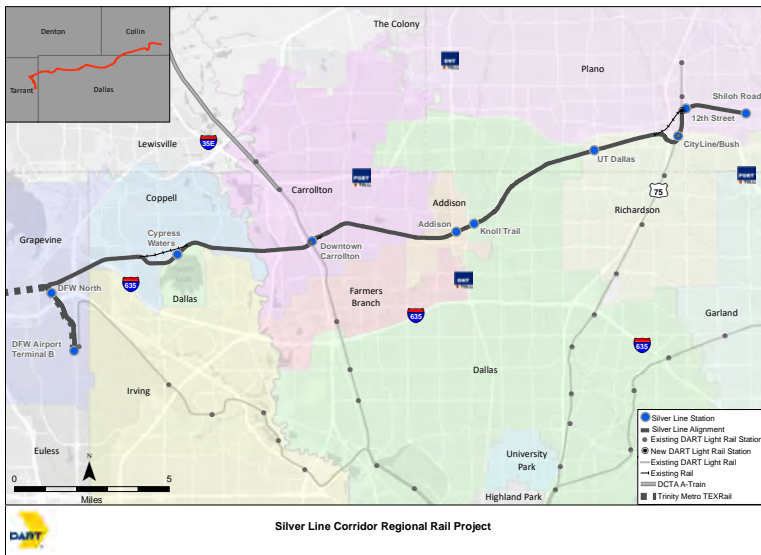 Denton
Collin
Tarrant
Dallas
The Colony
Plano
Shiloh Road
12th Street
CityLine/Bush
Lewisville
35E
UT Dallas
Coppell
Carrollton
75
Addison
Richardson
Addison
Knoll Trail
Cypress
Waters
Downtown
Carrollton
Grapevine
DFW North
635
Dallas
Farmers
Branch
635
Garland
635
DFW Airport
Terminal B
Dallas
Irving
Euless
University
Park
Highland Park
N
0
5
Miles
Silver Line Station
Silver Line Alignment
Existing DART Light Rail Station
New DART Light Rail Station
Existing DART Light Rail
Existing Rail
DCTA A-Train
Trinity Metro TEXRail
DART
Silver Line Corridor Regional Rail Project